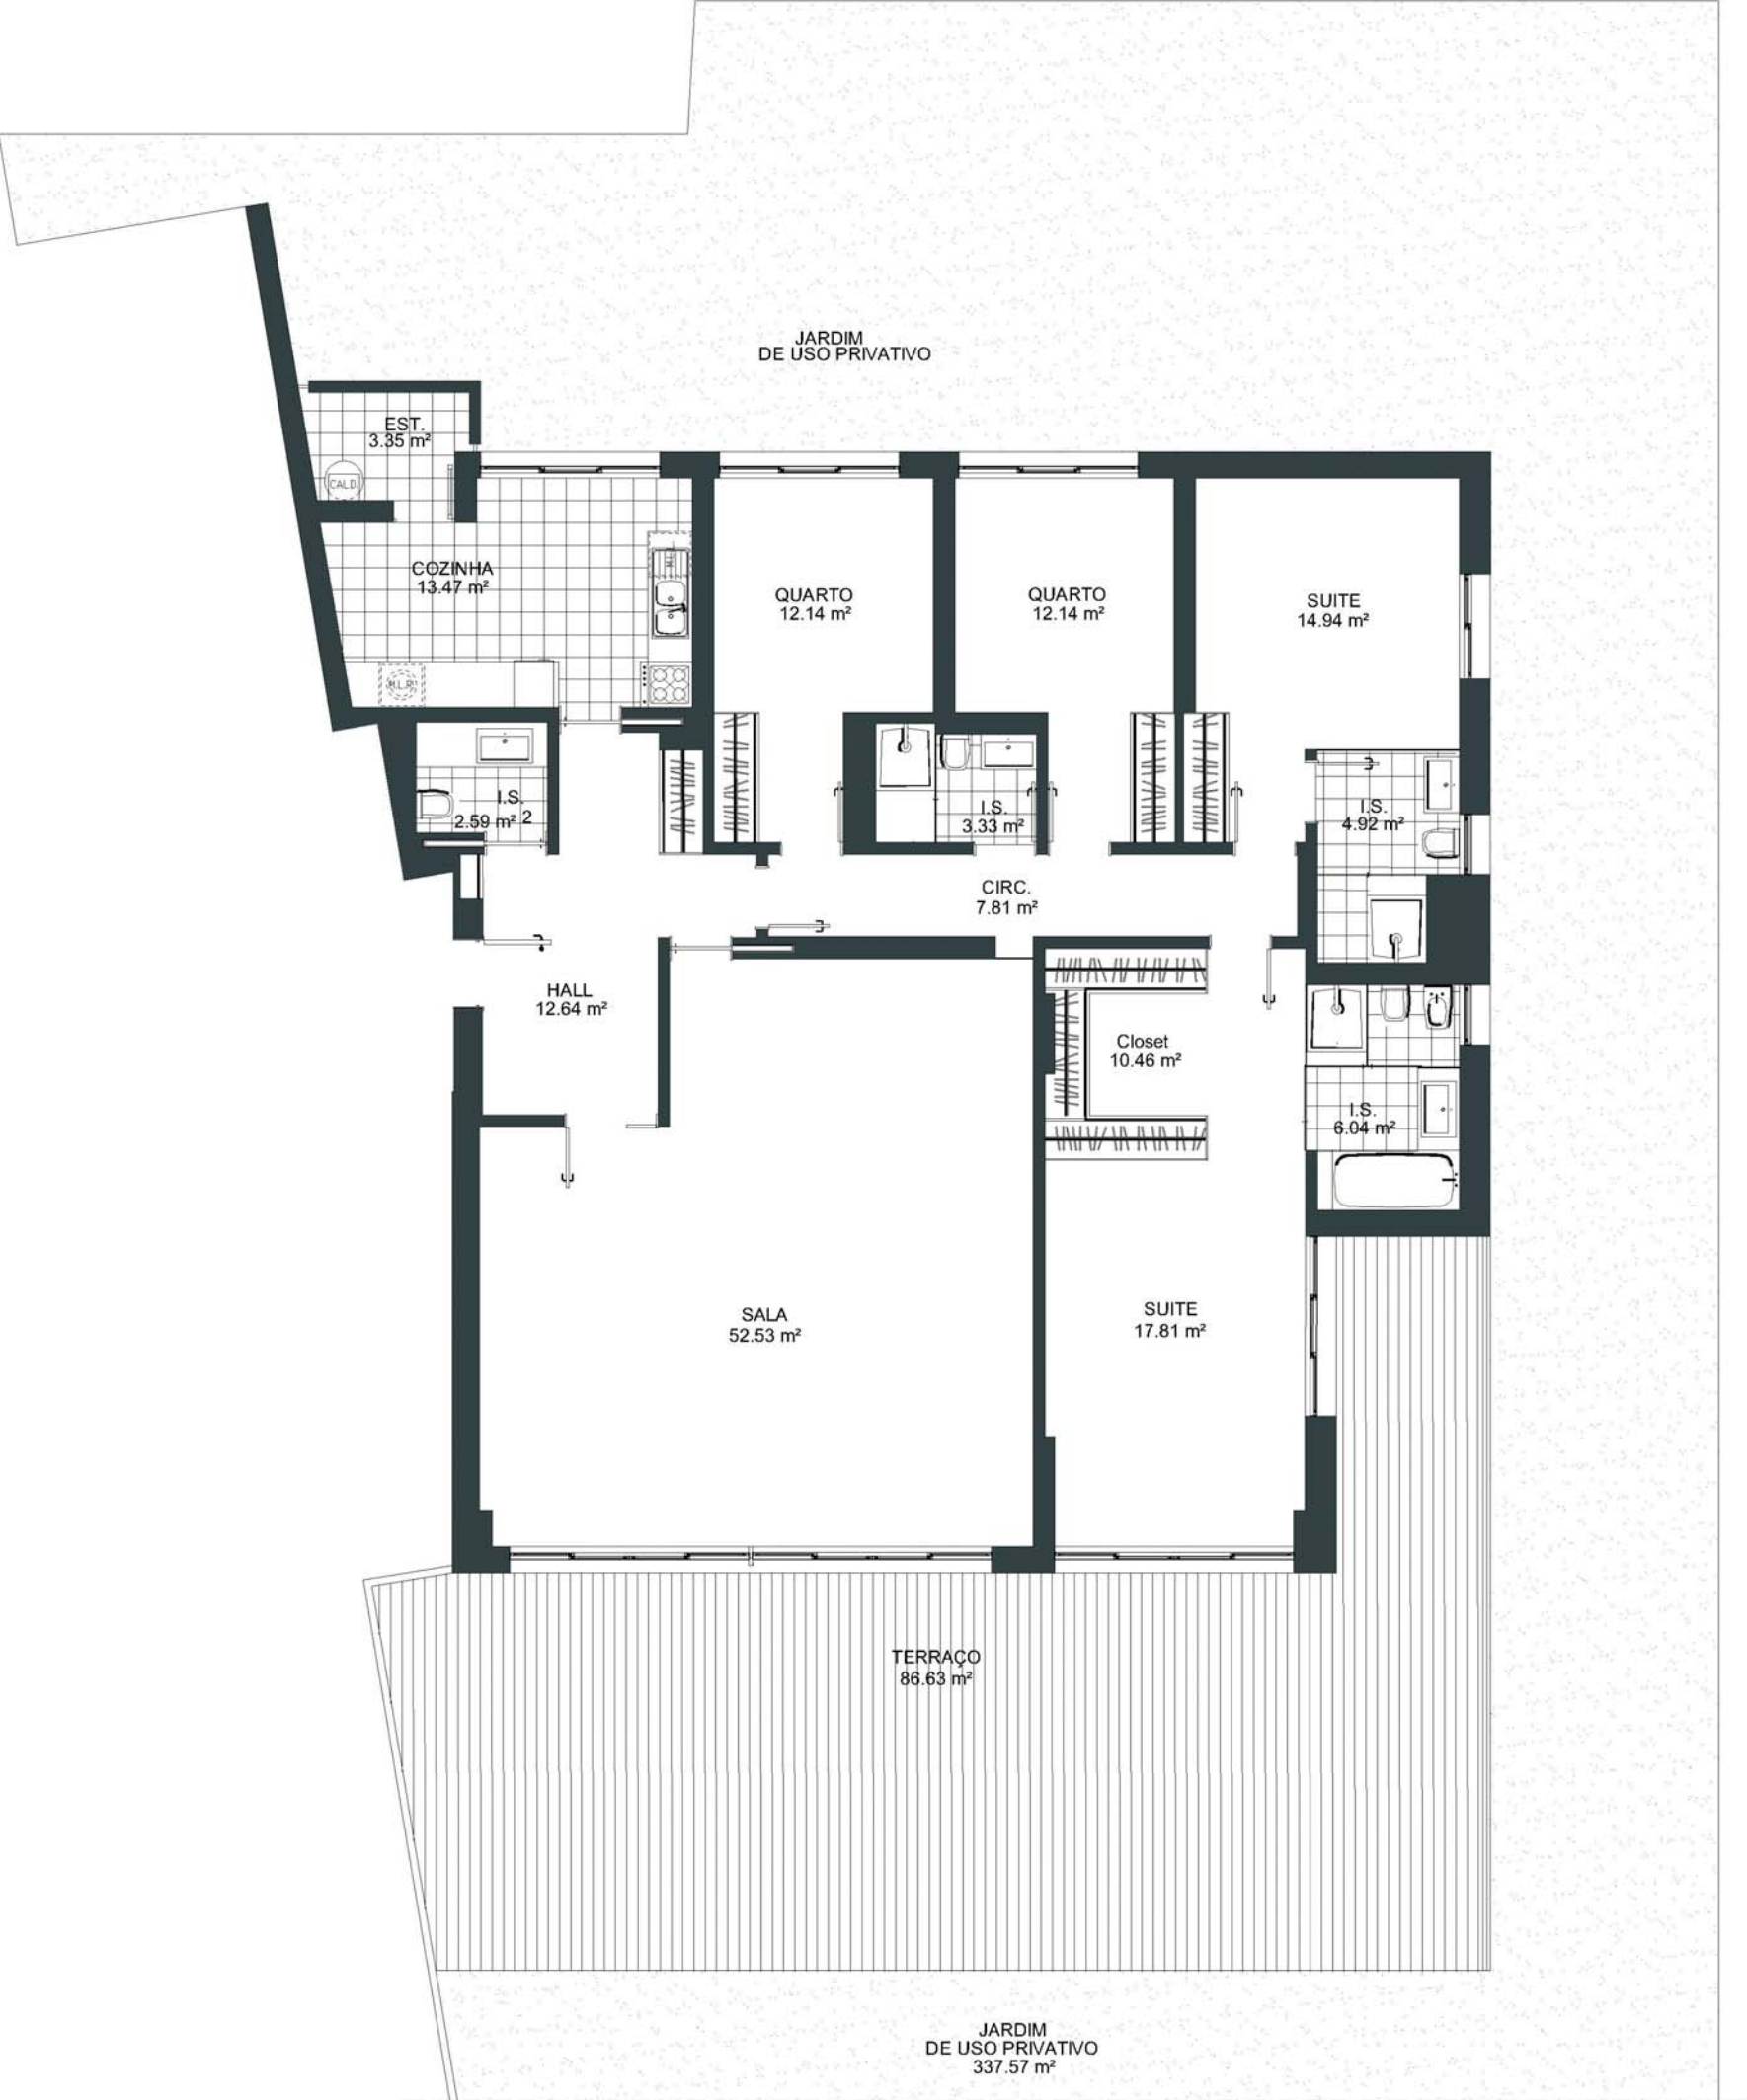 JARDIM
DE USO PRIVATIVO
EST.
3.35 m²
CALD.
COZINHA
13.47 m²
M.L.
QUARTO
12.14 m²
QUARTO
12.14 m²
SUITE
14.94 m²
I.S.
2.59 m² 2
I.S.
3.33 m²
I.S.
4.92 m²
CIRC.
7.81 m²
HALL
12.64 m²
Closet
10.46 m²
I.S.
6.04 m²
SALA
52.53 m²
SUITE
17.81 m²
TERRAÇO
86.63 m²
JARDIM
DE USO PRIVATIVO
337.57 m²